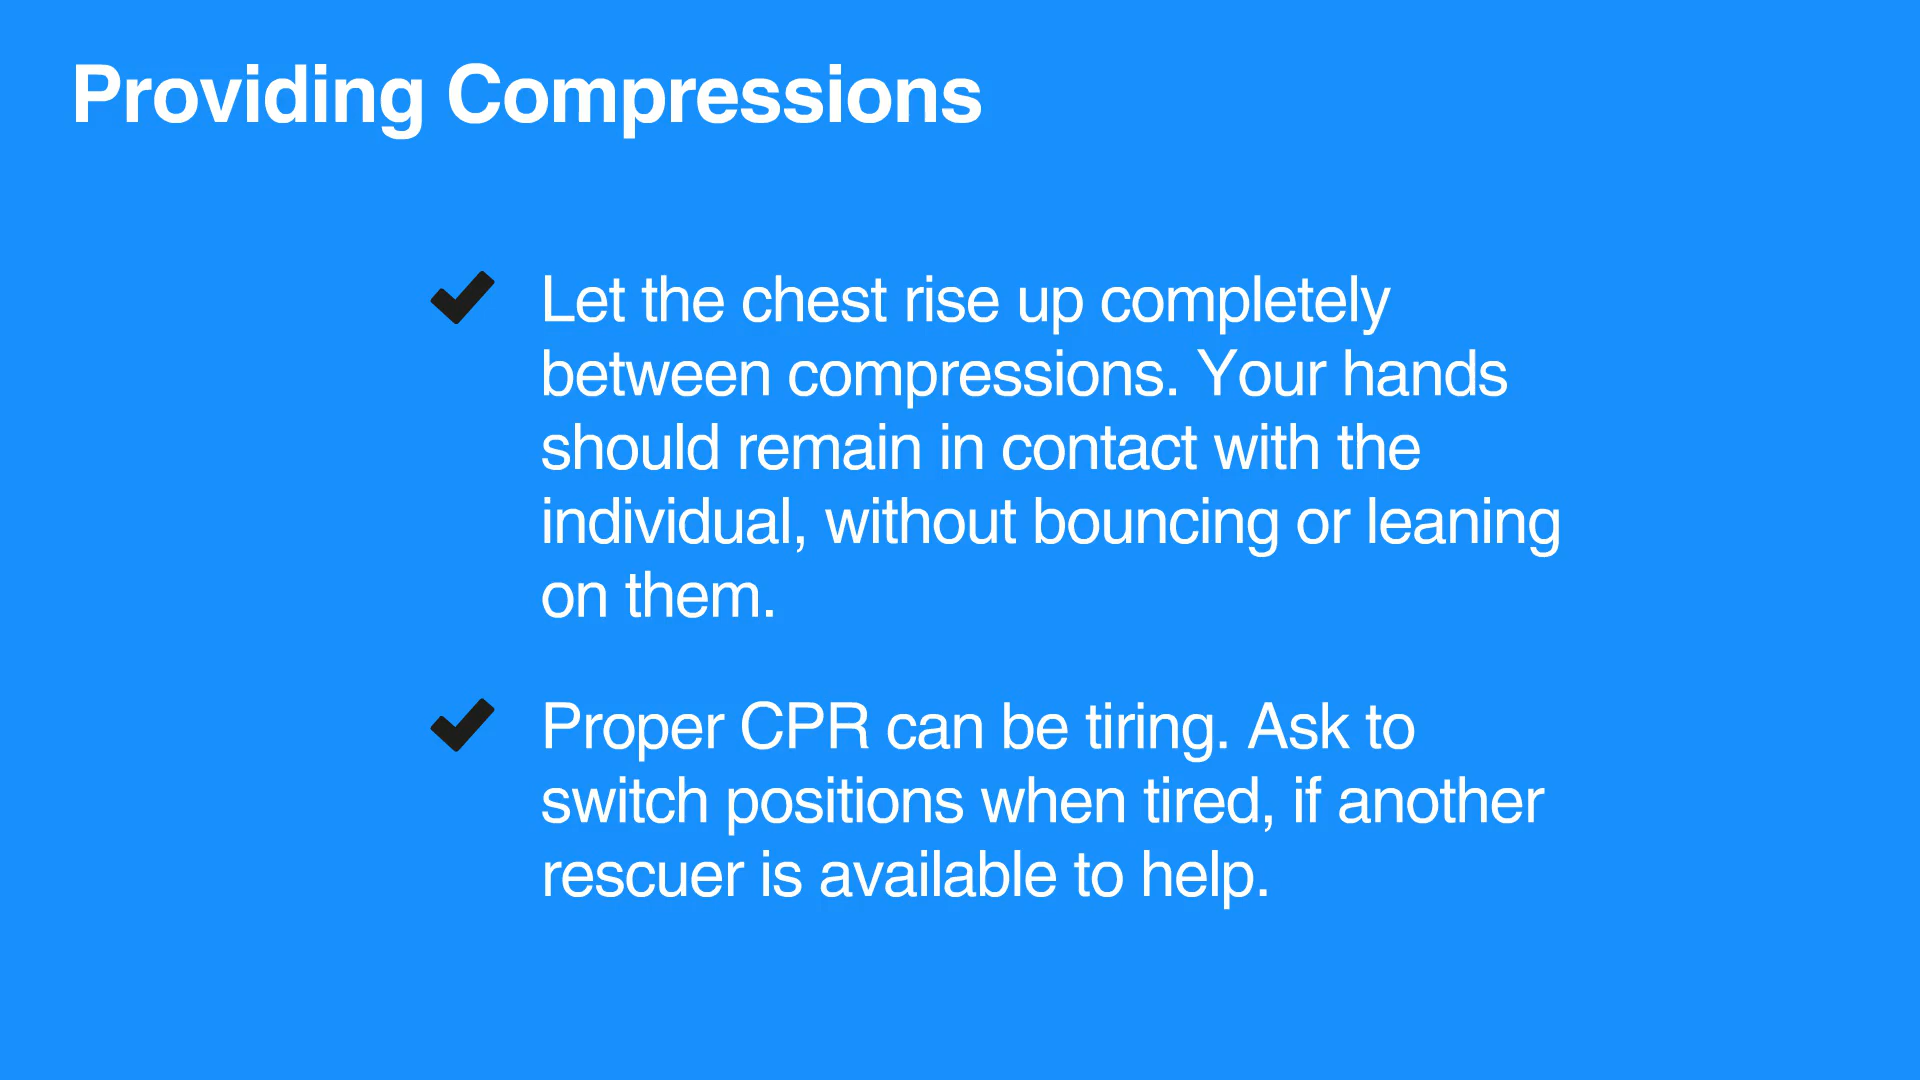 Providing Compressions
Let the chest rise up completely
between compressions. Your hands
should remain in contact with the
individual, without bouncing or leaning
on them.
Proper CPR can be tiring. Ask to
switch positions when tired, if another
rescuer is available to help.